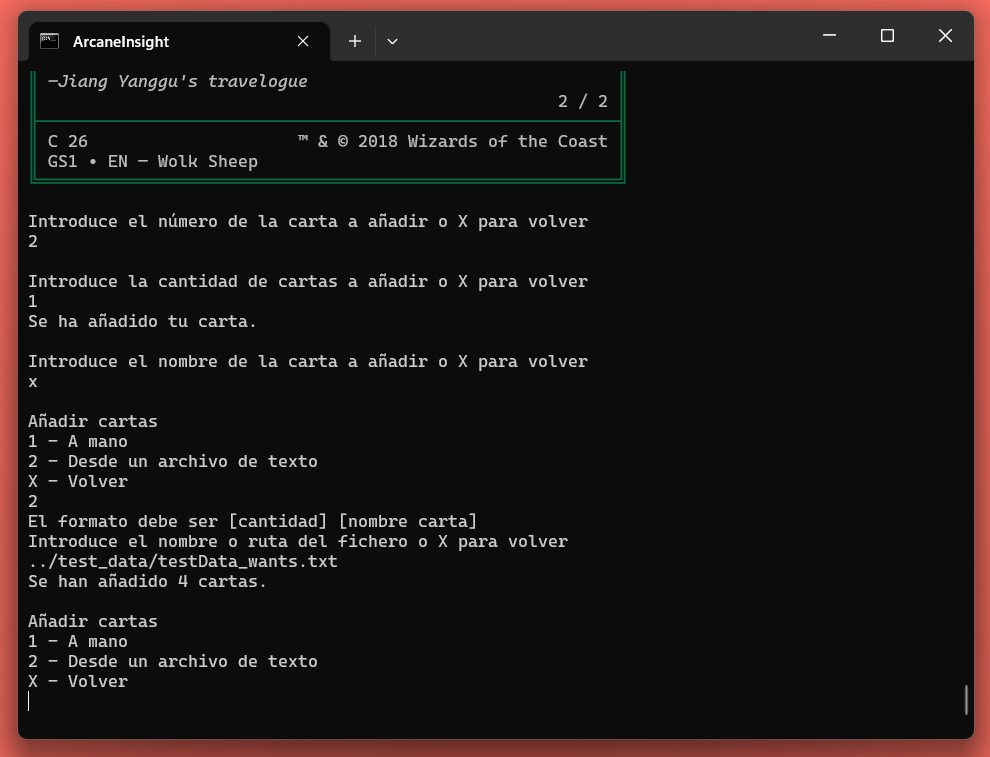 ArcaneInsight
—Jiang Yanggu's travelogue
2 / 2
C 26 ™ & © 2018 Wizards of the Coast
GS1 • EN — Wolk Sheep
Introduce el número de la carta a añadir o X para volver
2
Introduce la cantidad de cartas a añadir o X para volver
1
Se ha añadido tu carta.
Introduce el nombre de la carta a añadir o X para volver
x
Añadir cartas
1 — A mano
2 — Desde un archivo de texto
X — Volver
2
El formato debe ser [cantidad] [nombre carta]
Introduce el nombre o ruta del fichero o X para volver
../test_data/testData_wants.txt
Se han añadido 4 cartas.
Añadir cartas
1 — A mano
2 — Desde un archivo de texto
X — Volver